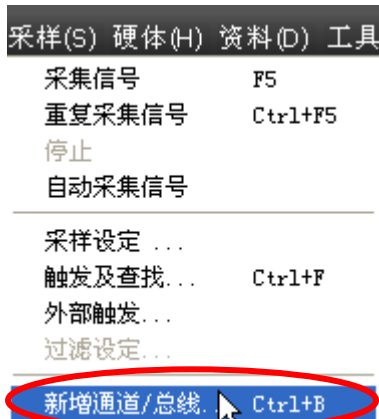 采样(S) 硬体(H) 资料(D) 工具
采集信号 F5
重复采集信号 Ctrl+F5
停止
自动采集信号
采样设定 ...
触发及查找... Ctrl+F
外部触发...
过滤设定...
新增通道/总线. Ctrl+B